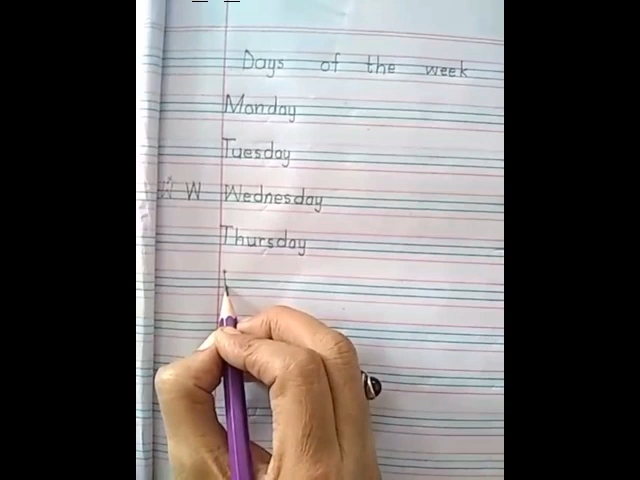 Days of the week
Monday
Tuesday
W Wednesday
Thursday